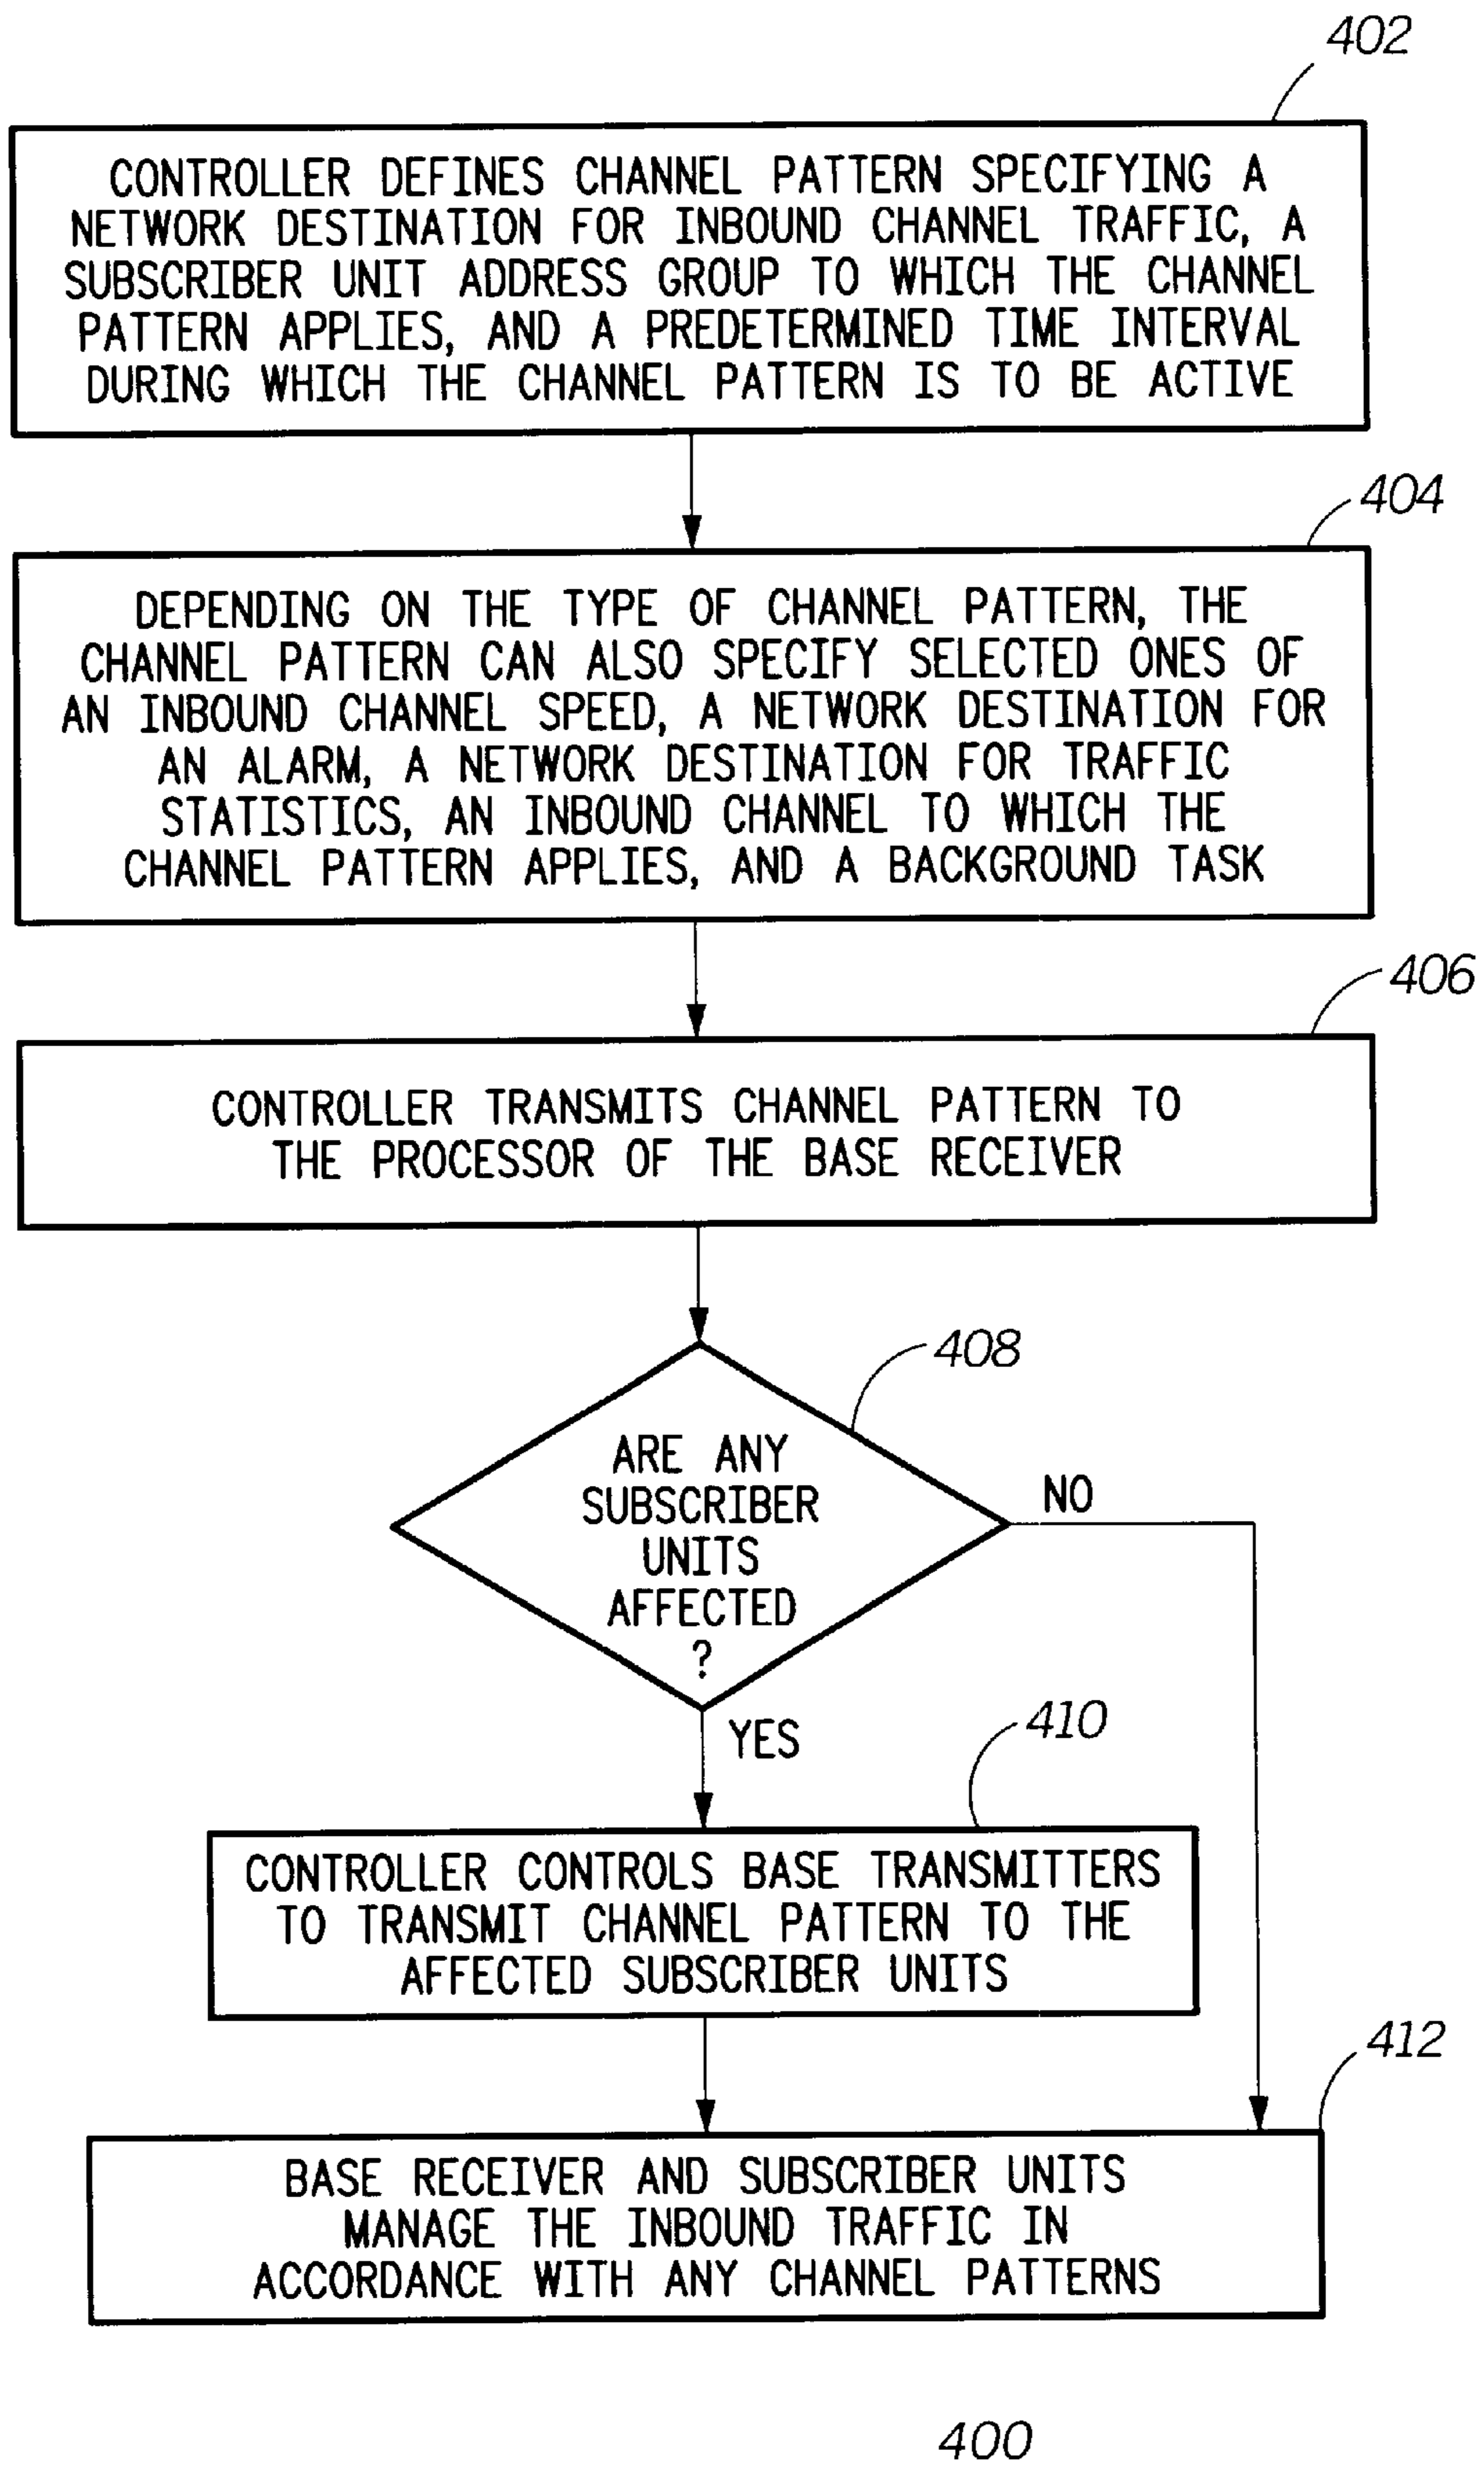 402
CONTROLLER DEFINES CHANNEL PATTERN SPECIFYING A
NETWORK DESTINATION FOR INBOUND CHANNEL TRAFFIC, A
SUBSCRIBER UNIT ADDRESS GROUP TO WHICH THE CHANNEL
PATTERN APPLIES, AND A PREDETERMINED TIME INTERVAL
DURING WHICH THE CHANNEL PATTERN IS TO BE ACTIVE
404
DEPENDING ON THE TYPE OF CHANNEL PATTERN, THE
CHANNEL PATTERN CAN ALSO SPECIFY SELECTED ONES OF
AN INBOUND CHANNEL SPEED, A NETWORK DESTINATION FOR
AN ALARM, A NETWORK DESTINATION FOR TRAFFIC
STATISTICS, AN INBOUND CHANNEL TO WHICH THE
CHANNEL PATTERN APPLIES, AND A BACKGROUND TASK
406
CONTROLLER TRANSMITS CHANNEL PATTERN TO
THE PROCESSOR OF THE BASE RECEIVER
408
ARE ANY
SUBSCRIBER
UNITS
AFFECTED
?
NO
YES
410
CONTROLLER CONTROLS BASE TRANSMITTERS
TO TRANSMIT CHANNEL PATTERN TO THE
AFFECTED SUBSCRIBER UNITS
412
BASE RECEIVER AND SUBSCRIBER UNITS
MANAGE THE INBOUND TRAFFIC IN
ACCORDANCE WITH ANY CHANNEL PATTERNS
400